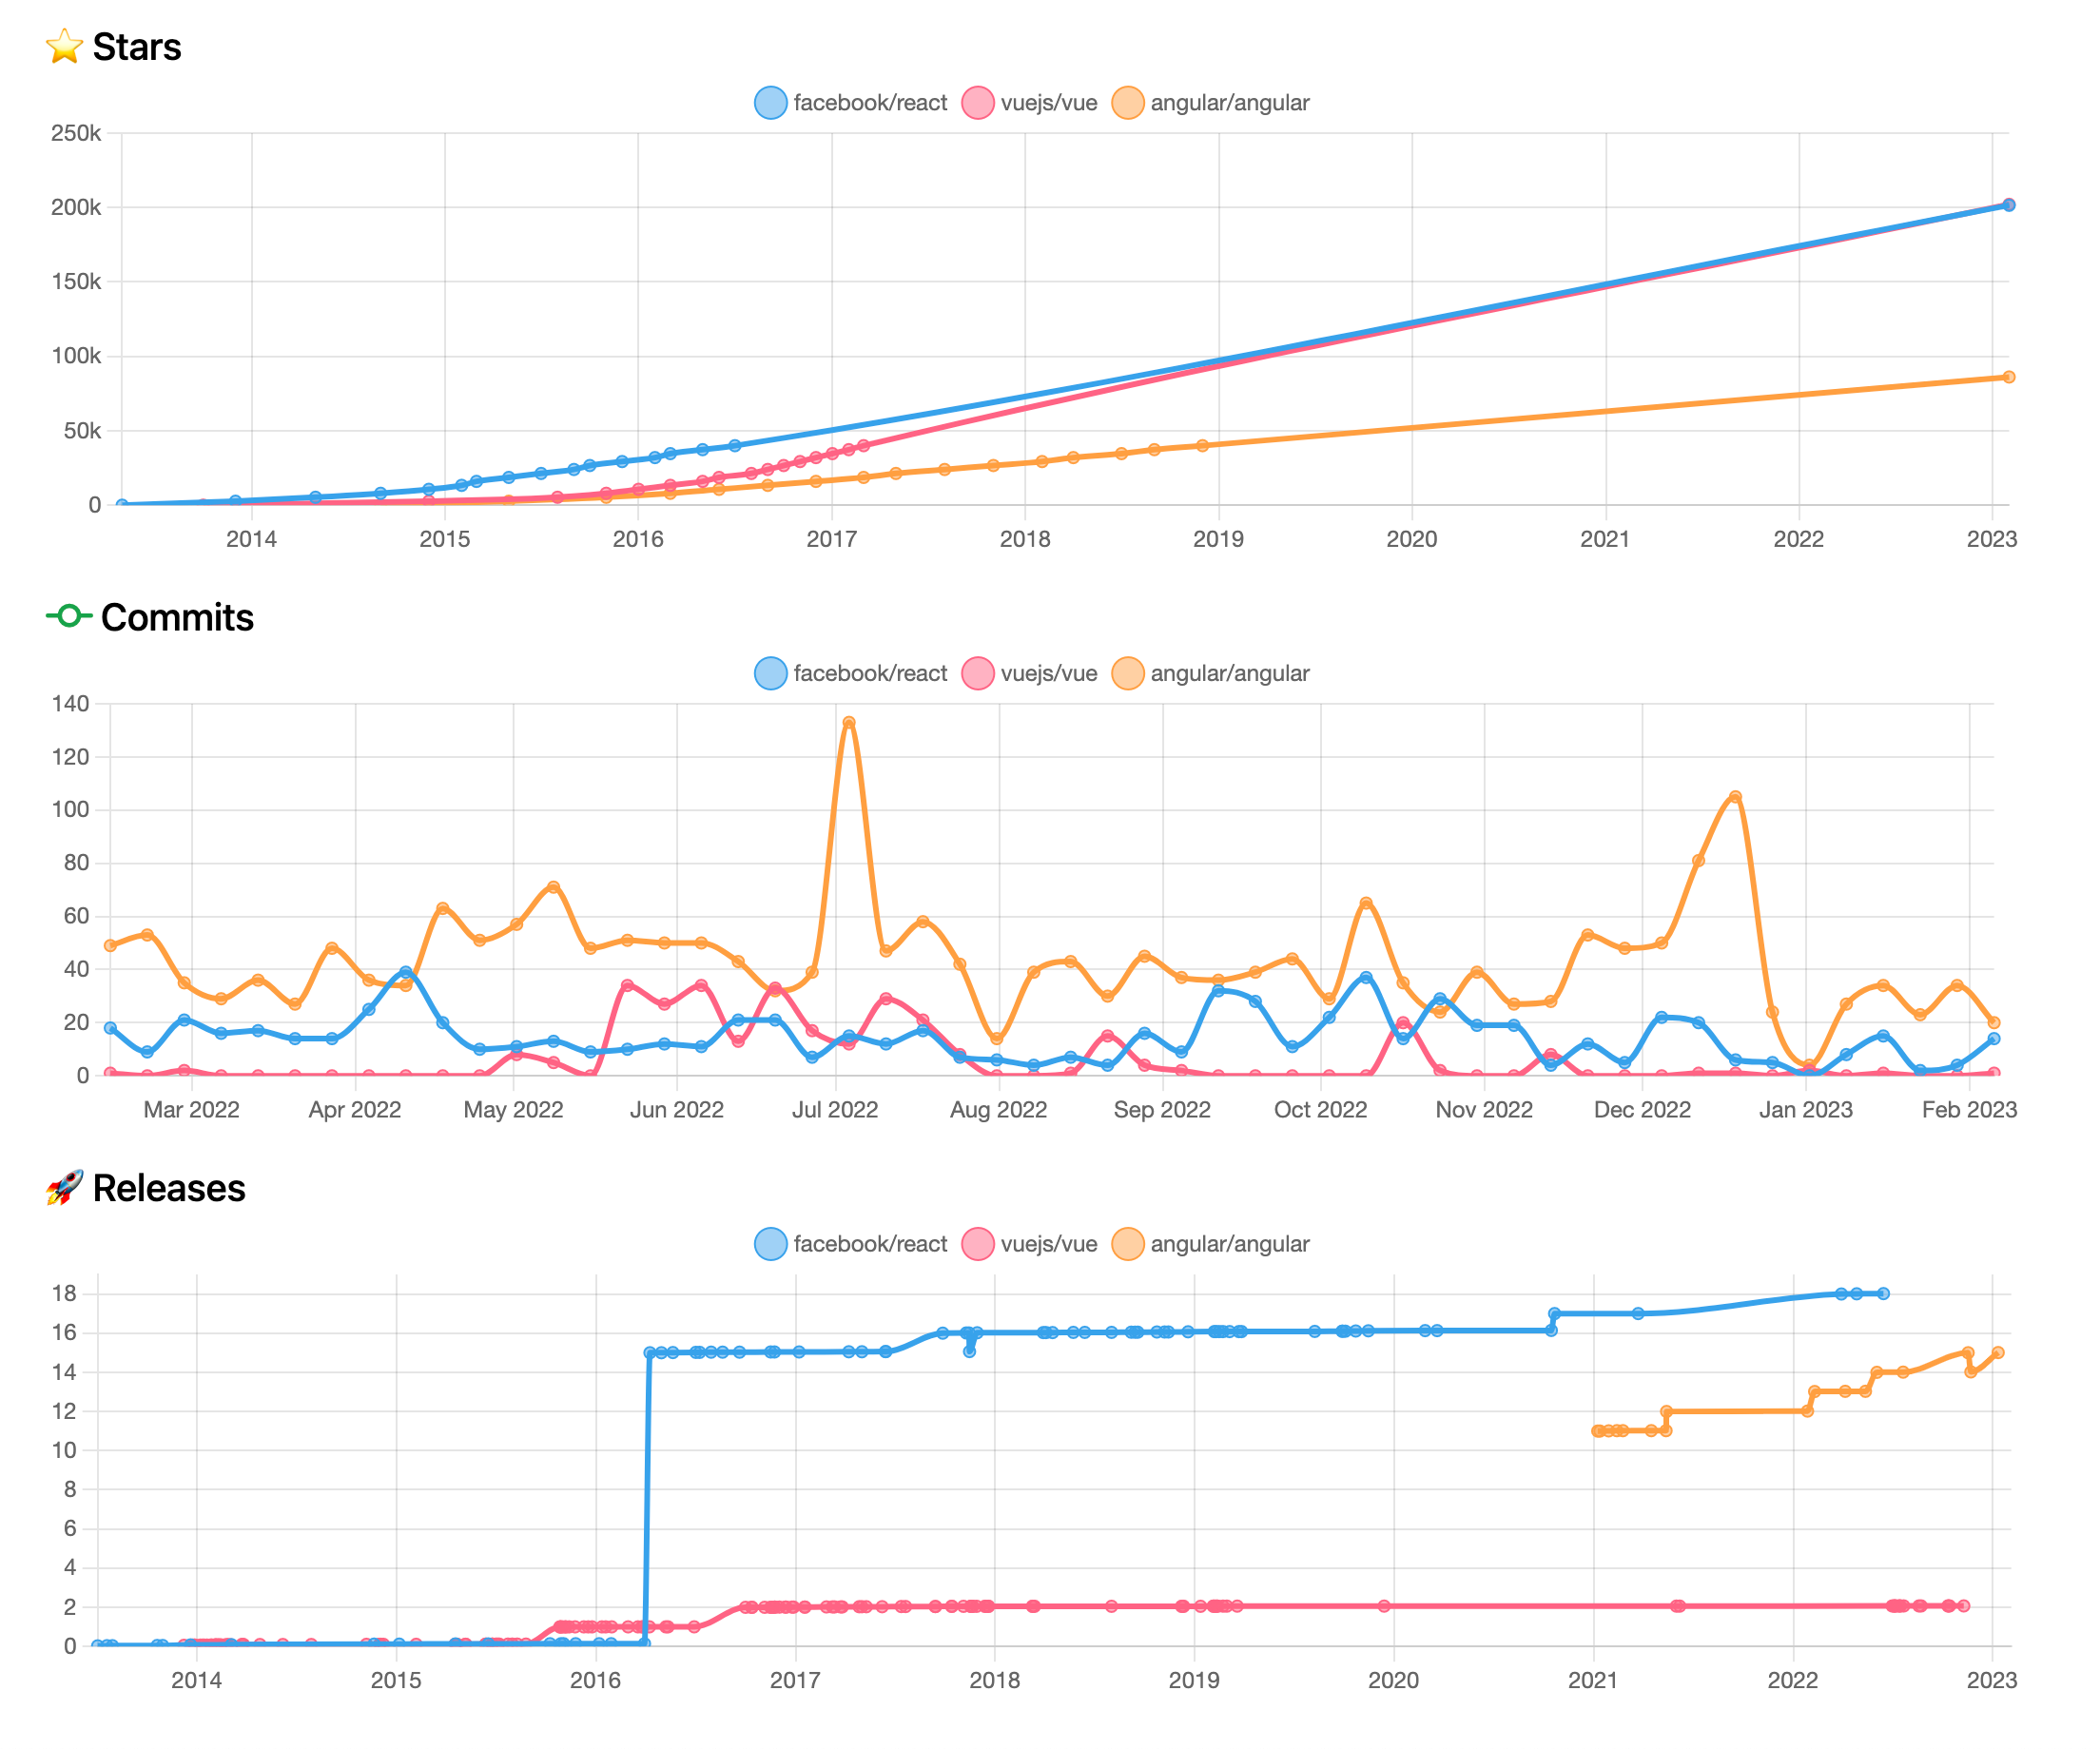 ⭐ Stars
facebook/react vuejs/vue angular/angular
250k
200k
150k
100k
50k
0
2014 2015 2016 2017 2018 2019 2020 2021 2022 2023
Commits
facebook/react vuejs/vue angular/angular
140
120
100
80
60
40
20
0
Mar 2022 Apr 2022 May 2022 Jun 2022 Jul 2022 Aug 2022 Sep 2022 Oct 2022 Nov 2022 Dec 2022 Jan 2023 Feb 2023
🚀 Releases
facebook/react vuejs/vue angular/angular
18
16
14
12
10
8
6
4
2
0
2014 2015 2016 2017 2018 2019 2020 2021 2022 2023